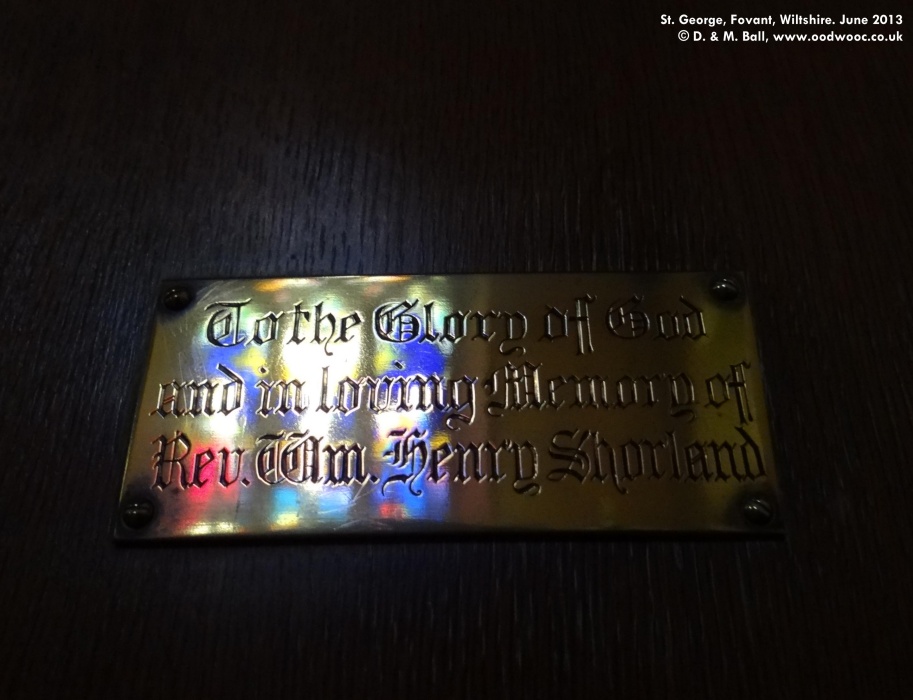 St. George, Fovant, Wiltshire. June 2013
© D. & M. Ball, www.oodwooc.co.uk
To the Glory of God
and in loving Memory of
Rev. Wm. Henry Shorland